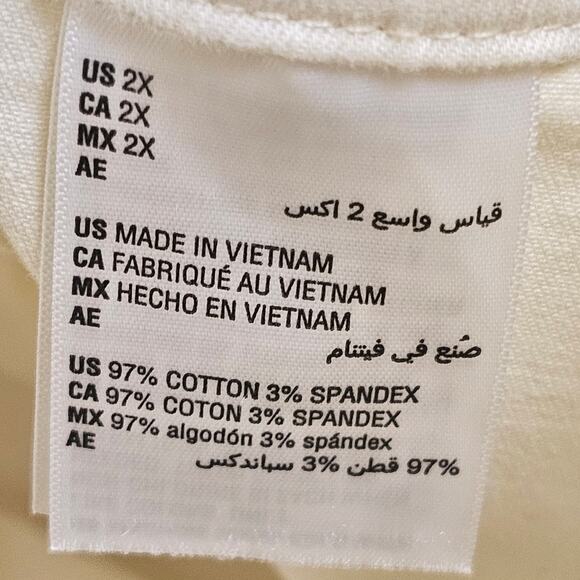 US 2X
CA 2X
MX 2X
AE
قياس واسع 2 اكس
US MADE IN VIETNAM
CA FABRIQUÉ AU VIETNAM
MX HECHO EN VIETNAM
AE
صُنع في فيتنام
US 97% COTTON 3% SPANDEX
CA 97% COTON 3% SPANDEX
MX 97% algodón 3% spándex
AE
97% قطن 3% سباندكس